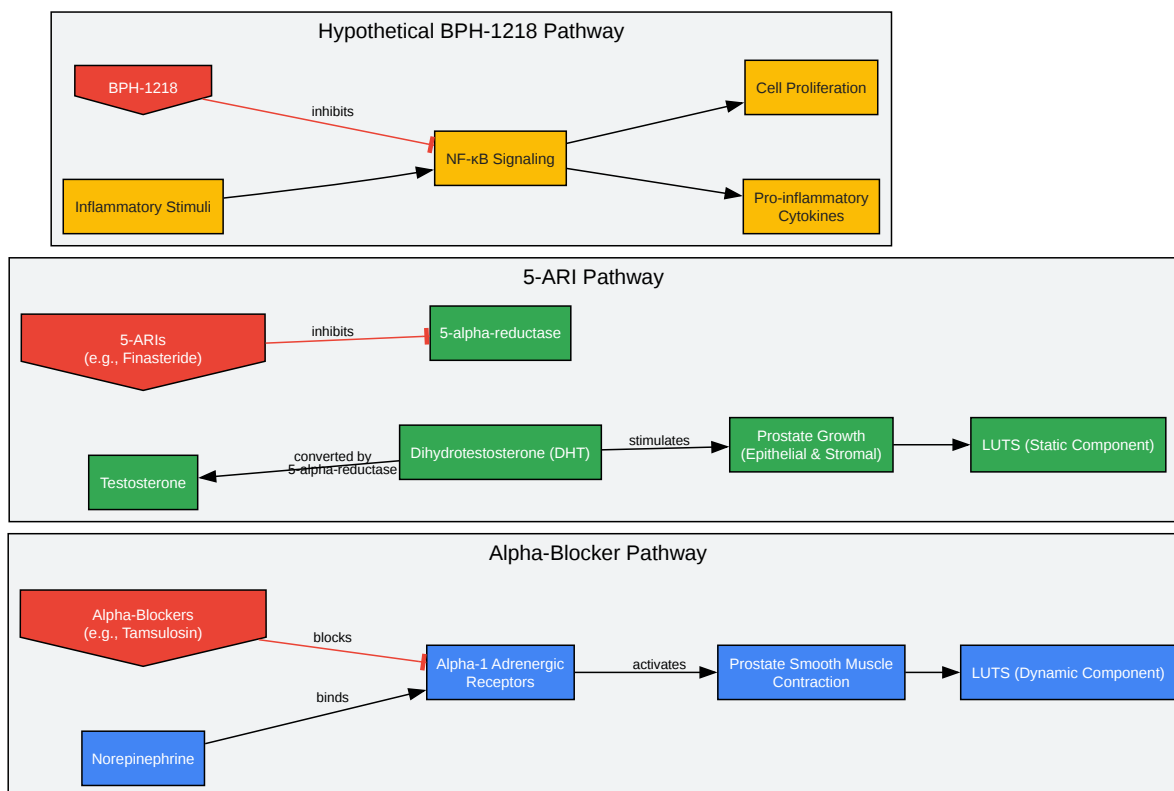 Hypothetical BPH-1218 Pathway
BPH-1218
inhibits
Cell Proliferation
NF-κB Signaling
Inflammatory Stimuli
Pro-inflammatory
Cytokines
5-ARI Pathway
5-ARIs
(e.g., Finasteride)
inhibits
5-alpha-reductase
Testosterone
converted by
5-alpha-reductase
Dihydrotestosterone (DHT)
stimulates
Prostate Growth
(Epithelial & Stromal)
LUTS (Static Component)
Alpha-Blocker Pathway
Alpha-Blockers
(e.g., Tamsulosin)
blocks
Norepinephrine
binds
Alpha-1 Adrenergic
Receptors
activates
Prostate Smooth Muscle
Contraction
LUTS (Dynamic Component)